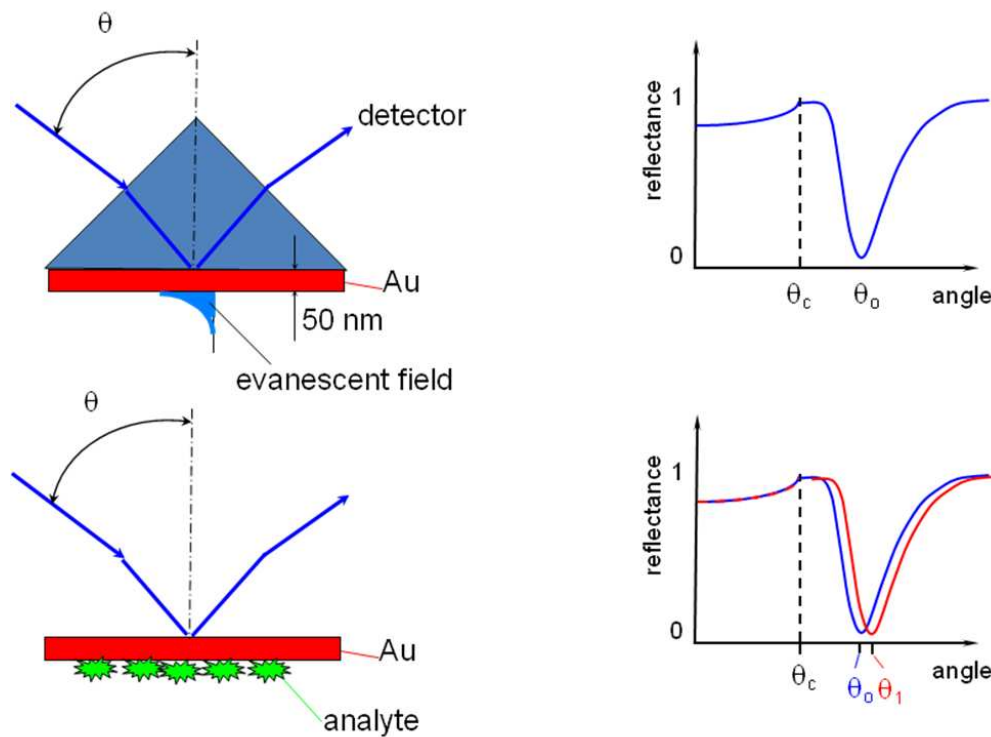 θ
detector
Au
50 nm
evanescent field
reflectance
1
0
θc
θo
angle
θ
Au
analyte
reflectance
1
0
θc
θo
θ1
angle